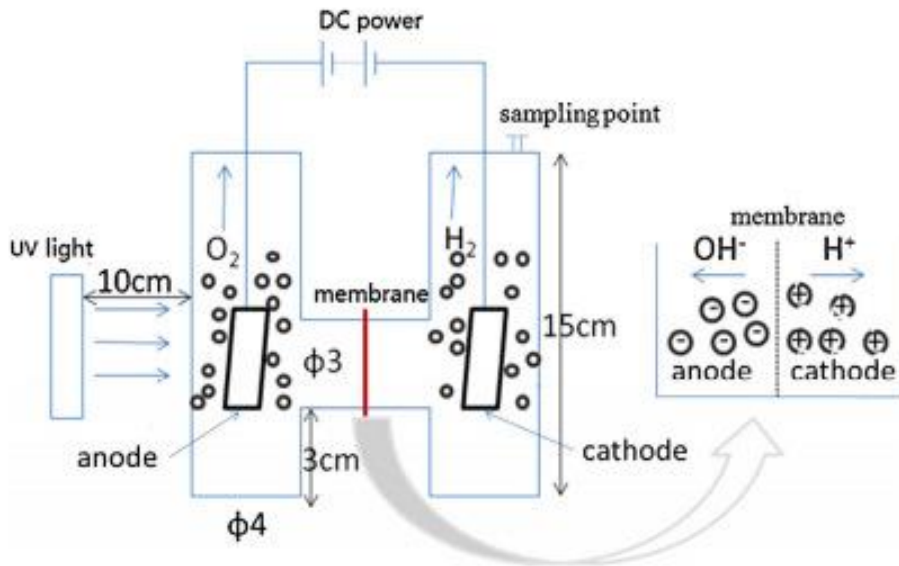 DC power
sampling point
UV light
10cm
O2
H2
membrane
15cm
ϕ3
anode
3cm
cathode
ϕ4
membrane
OH- H+
anode cathode